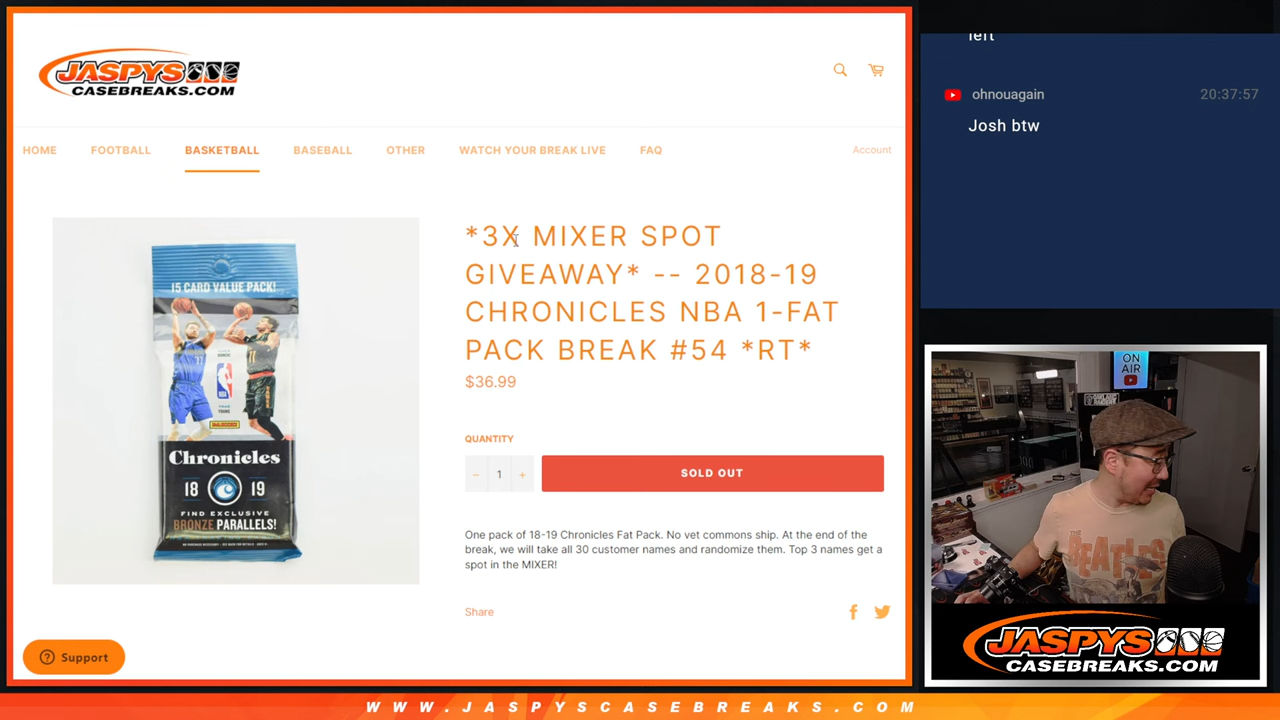 JASPYS
CASEBREAKS.COM
HOME FOOTBALL BASKETBALL BASEBALL OTHER WATCH YOUR BREAK LIVE FAQ Account
15 CARD VALUE PACK!
NBA
PANINI
Chronicles
18 19
FIND EXCLUSIVE
BRONZE PARALLELS!
*3X MIXER SPOT
GIVEAWAY* -- 2018-19
CHRONICLES NBA 1-FAT
PACK BREAK #54 *RT*
$36.99
QUANTITY
− 1 +
SOLD OUT
One pack of 18-19 Chronicles Fat Pack. No vet commons ship. At the end of the
break, we will take all 30 customer names and randomize them. Top 3 names get a
spot in the MIXER!
Share
Support
left
ohnouagain 20:37:57
Josh btw
ON
AIR
BEATLES
JASPYS
CASEBREAKS.COM
WWW.JASPYSCASEBREAKS.COM